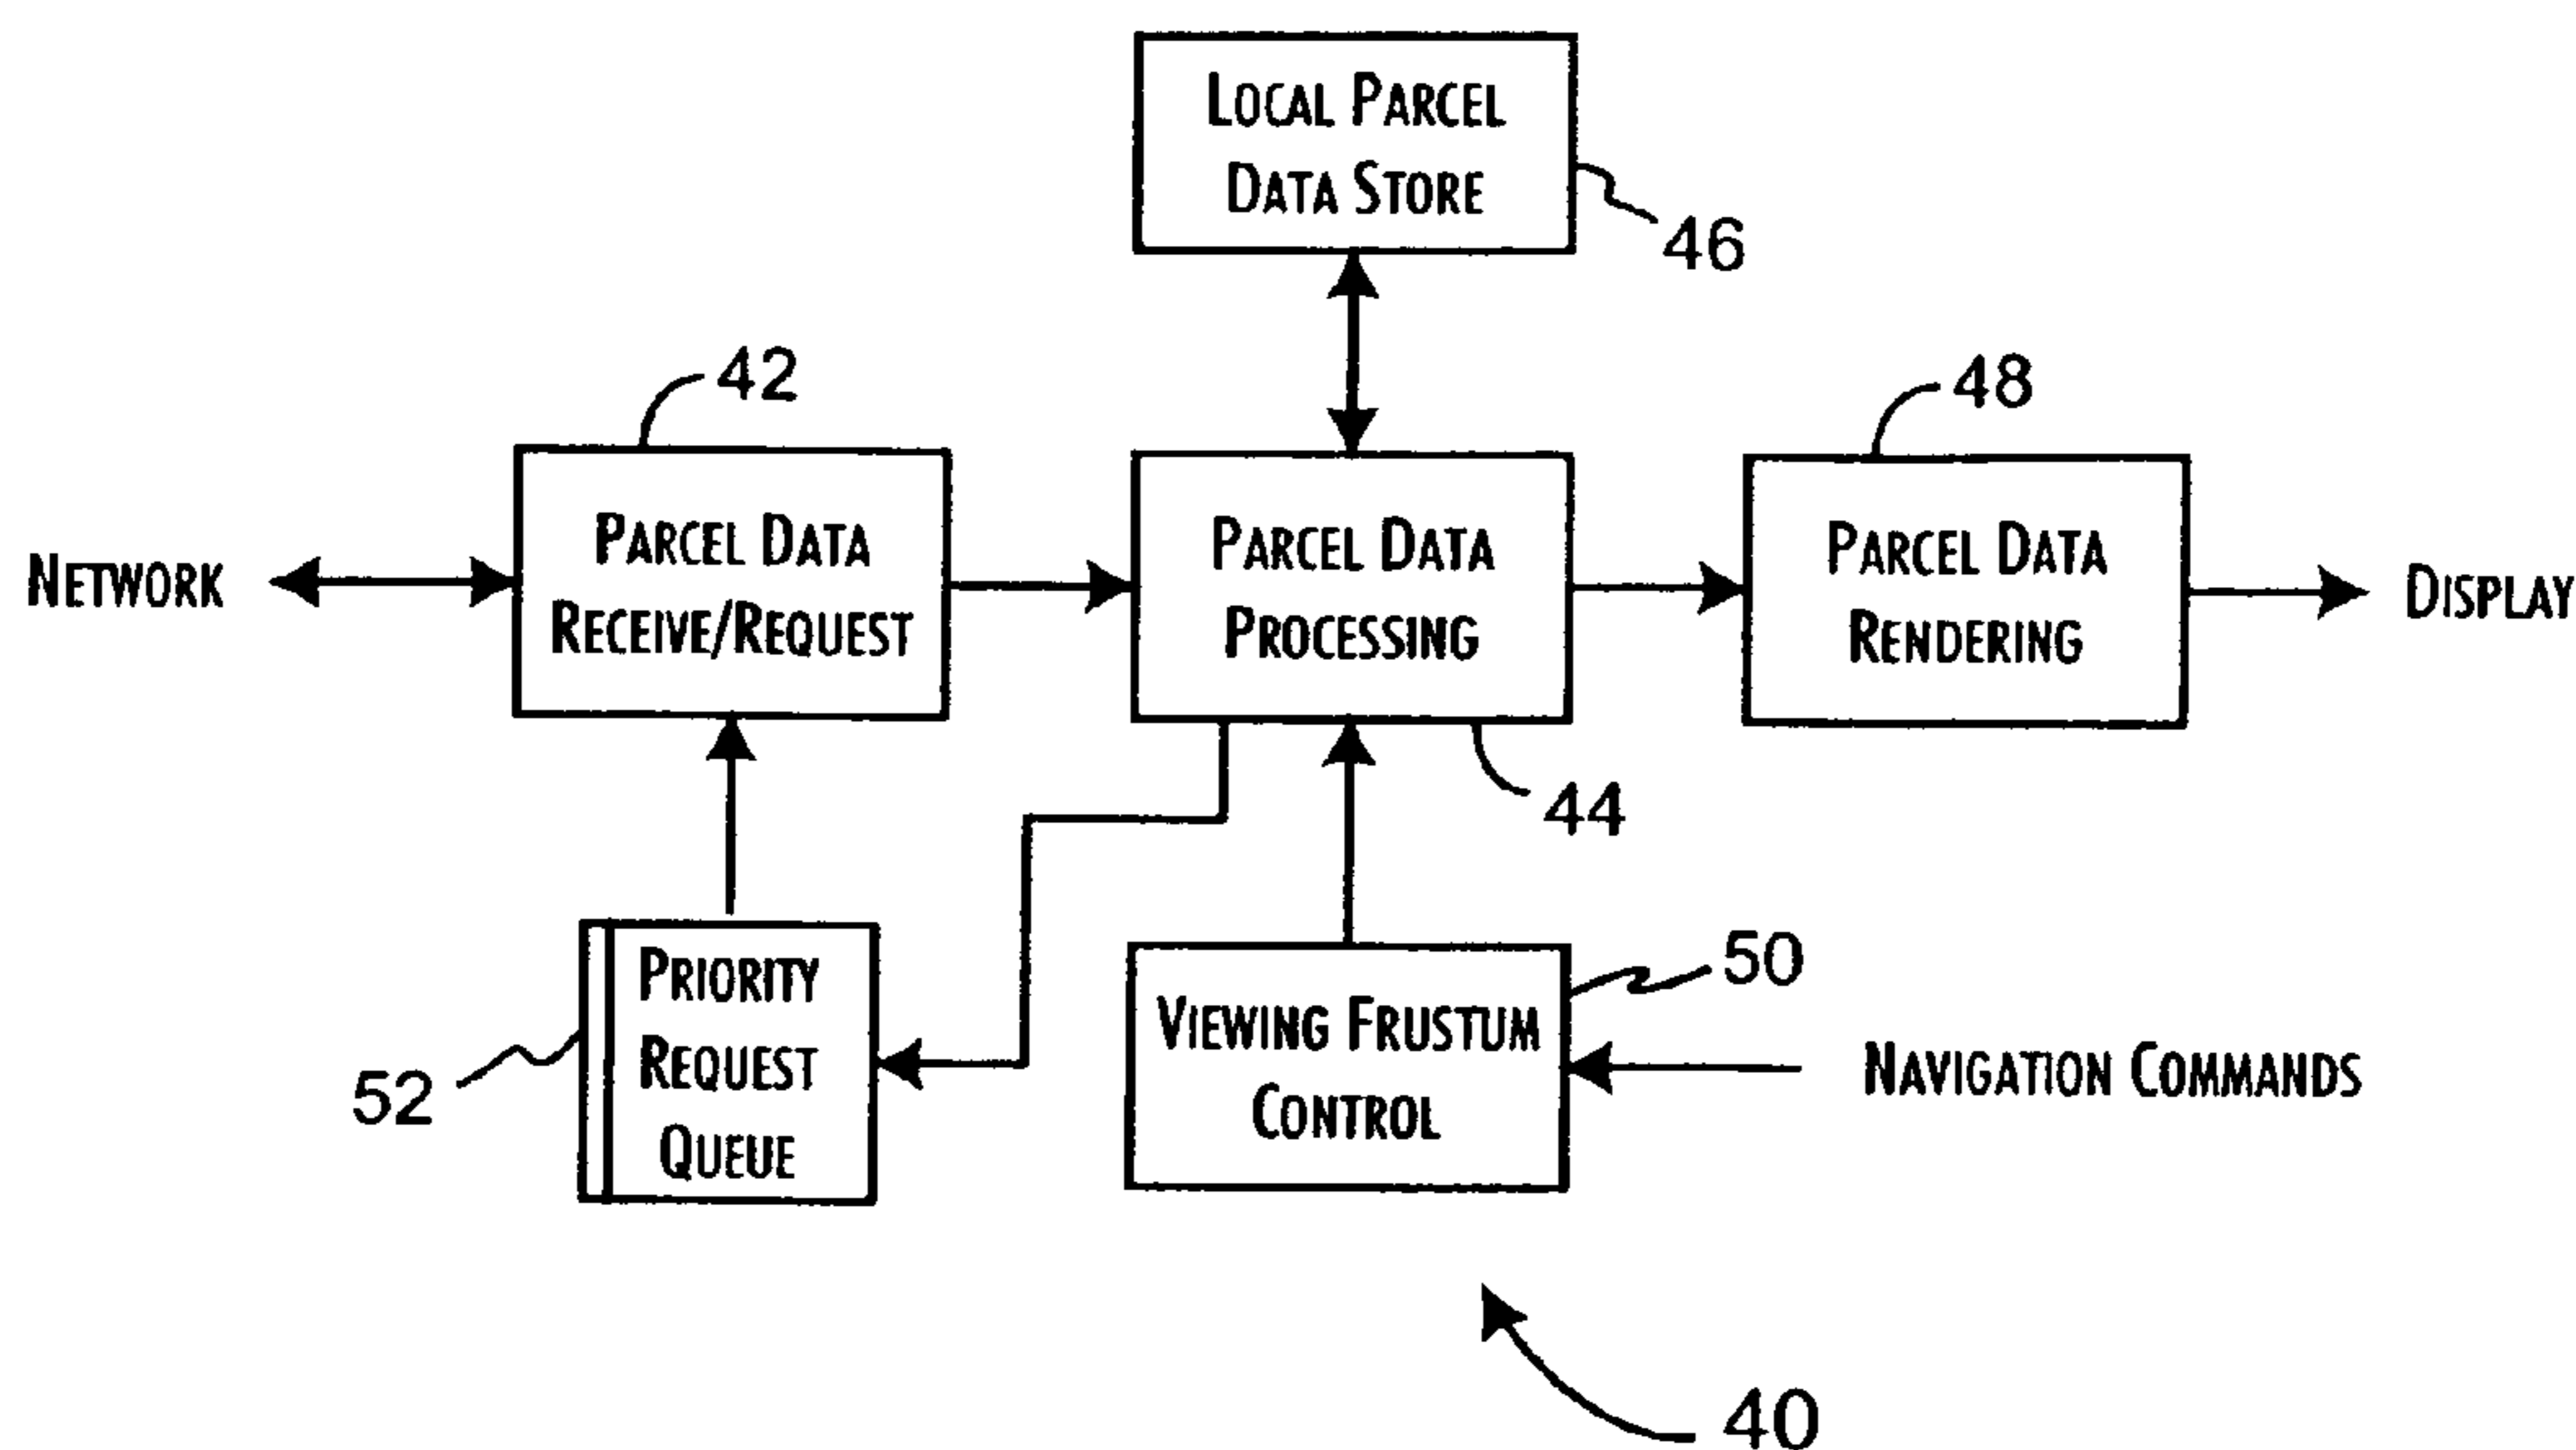 LOCAL PARCEL
DATA STORE
46
42
48
NETWORK
PARCEL DATA
RECEIVE/REQUEST
PARCEL DATA
PROCESSING
PARCEL DATA
RENDERING
DISPLAY
44
PRIORITY
REQUEST
QUEUE
52
VIEWING FRUSTUM
CONTROL
50
NAVIGATION COMMANDS
40